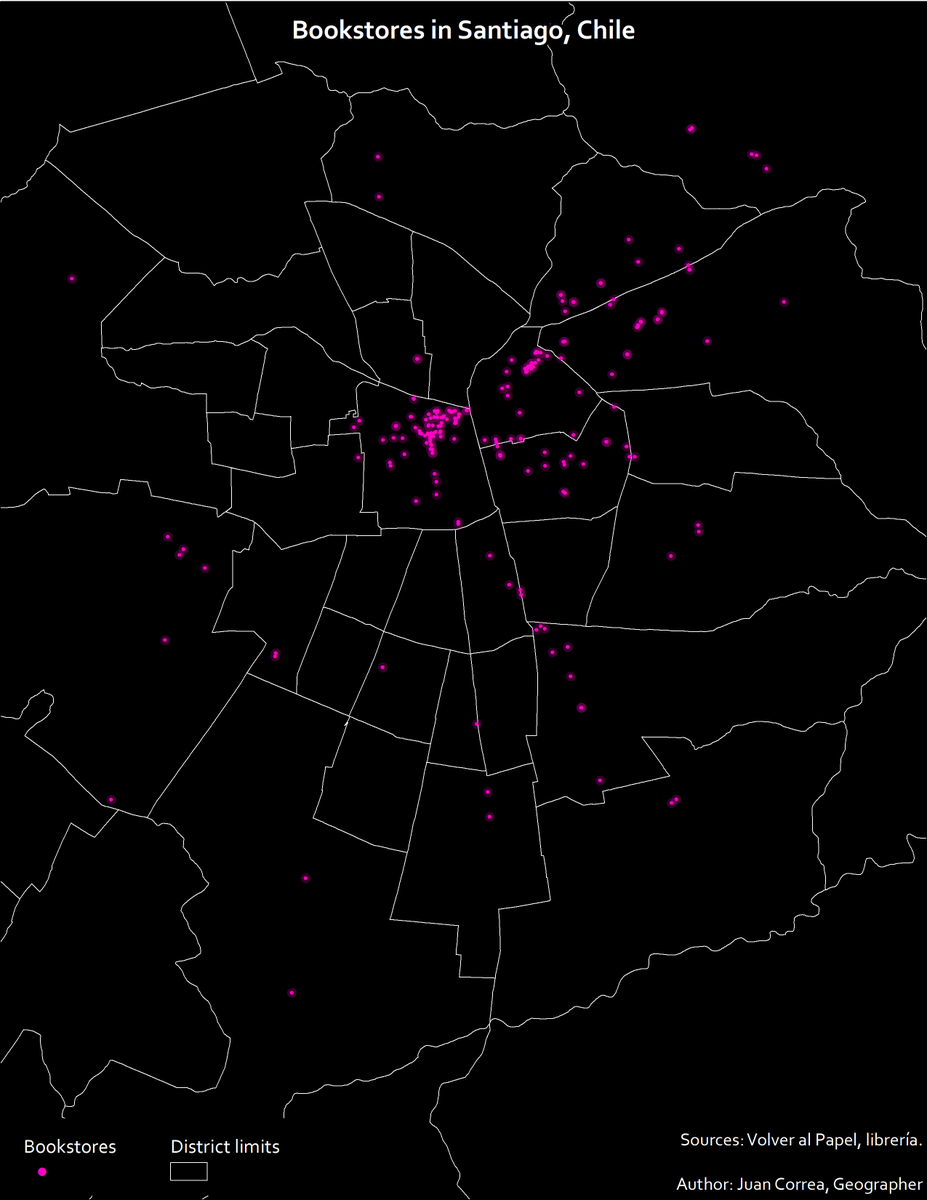 Bookstores in Santiago, Chile
Bookstores
District limits
Sources: Volver al Papel, librería.
Author: Juan Correa, Geographer